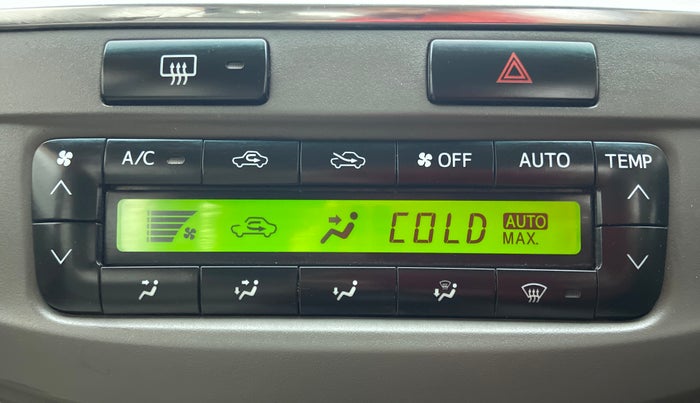 A/C OFF AUTO TEMP
COLD AUTO
MAX.